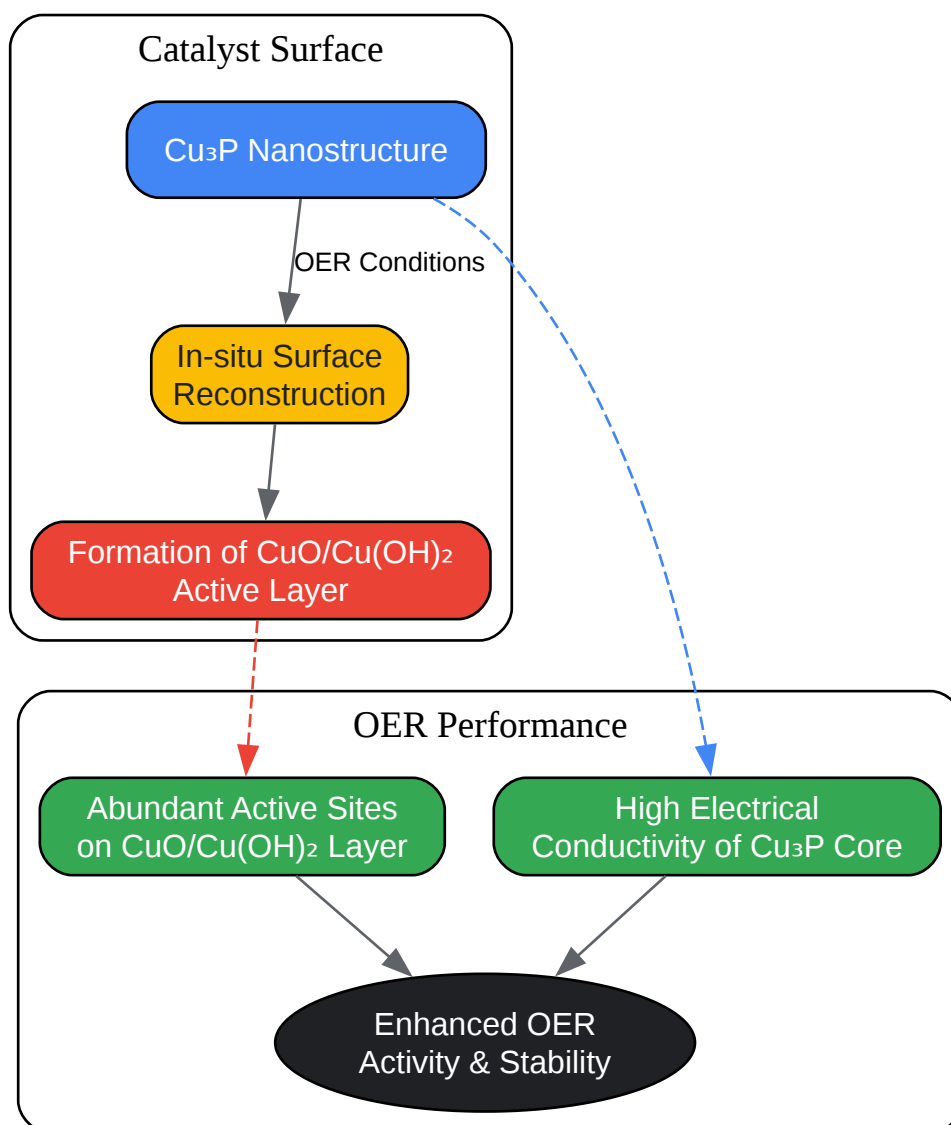 Catalyst Surface
Cu₃P Nanostructure
OER Conditions
In-situ Surface
Reconstruction
Formation of CuO/Cu(OH)₂
Active Layer
OER Performance
Abundant Active Sites
on CuO/Cu(OH)₂ Layer
High Electrical
Conductivity of Cu₃P Core
Enhanced OER
Activity & Stability